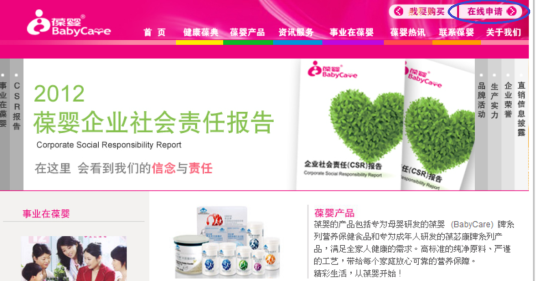 我要购买 在线申请
葆婴®
BabyCare
首 页 健康葆典 葆婴产品 资讯服务 事业在葆婴 葆婴热讯 联系葆婴 关于我们
事业在葆婴
CSR报告
2012
葆婴企业社会责任报告
Corporate Social Responsibility Report
在这里 会看到我们的信念与责任
葆婴
BabyCare
企业社会责任(CSR)报告
Corporate Social Responsibility Report
品牌活动
生产实力
企业荣誉
直销信息披露
事业在葆婴
葆婴产品
葆婴的产品包括专为母婴研发的葆婴 (BabyCare) 牌系
列营养保健食品和专为成年人研发的葆苾康牌系列产
品，满足全家人健康的需求。高标准的纯净原料、严谨
的工艺，带给每个家庭放心可靠的营养保障。
精彩生活，从葆婴开始！